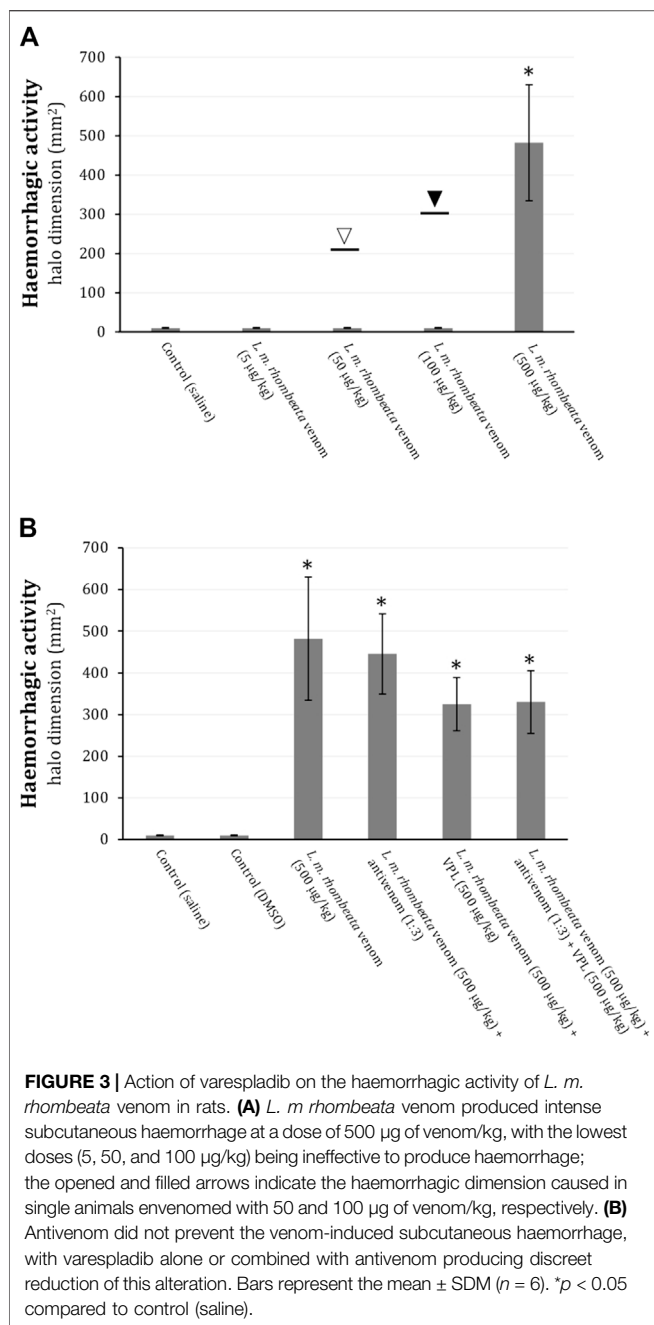 A
Haemorrhagic activity
halo dimension (mm²)
700
600
500
400
300
200
100
0
*
Control (saline)
L. m. rhombeata venom
(5 µg/kg)
L. m. rhombeata venom
(50 µg/kg)
L. m. rhombeata venom
(100 µg/kg)
L. m. rhombeata venom
(500 µg/kg)
B
Haemorrhagic activity
halo dimension (mm²)
700
600
500
400
300
200
100
0
*
*
*
*
Control (saline)
Control (DMSO)
L. m. rhombeata venom
(500 µg/kg)
L. m. rhombeata venom (500 µg/kg) +
antivenom (1:3)
L. m. rhombeata venom (500 µg/kg) +
VPL (500 µg/kg)
L. m. rhombeata venom (500 µg/kg) +
antivenom (1:3) + VPL (500 µg/kg)
FIGURE 3 | Action of varespladib on the haemorrhagic activity of L. m.
rhombeata venom in rats. (A) L. m rhombeata venom produced intense
subcutaneous haemorrhage at a dose of 500 µg of venom/kg, with the lowest
doses (5, 50, and 100 µg/kg) being ineffective to produce haemorrhage;
the opened and filled arrows indicate the haemorrhagic dimension caused in
single animals envenomed with 50 and 100 µg of venom/kg, respectively. (B)
Antivenom did not prevent the venom-induced subcutaneous haemorrhage,
with varespladib alone or combined with antivenom producing discreet
reduction of this alteration. Bars represent the mean ± SDM (n = 6). *p < 0.05
compared to control (saline).